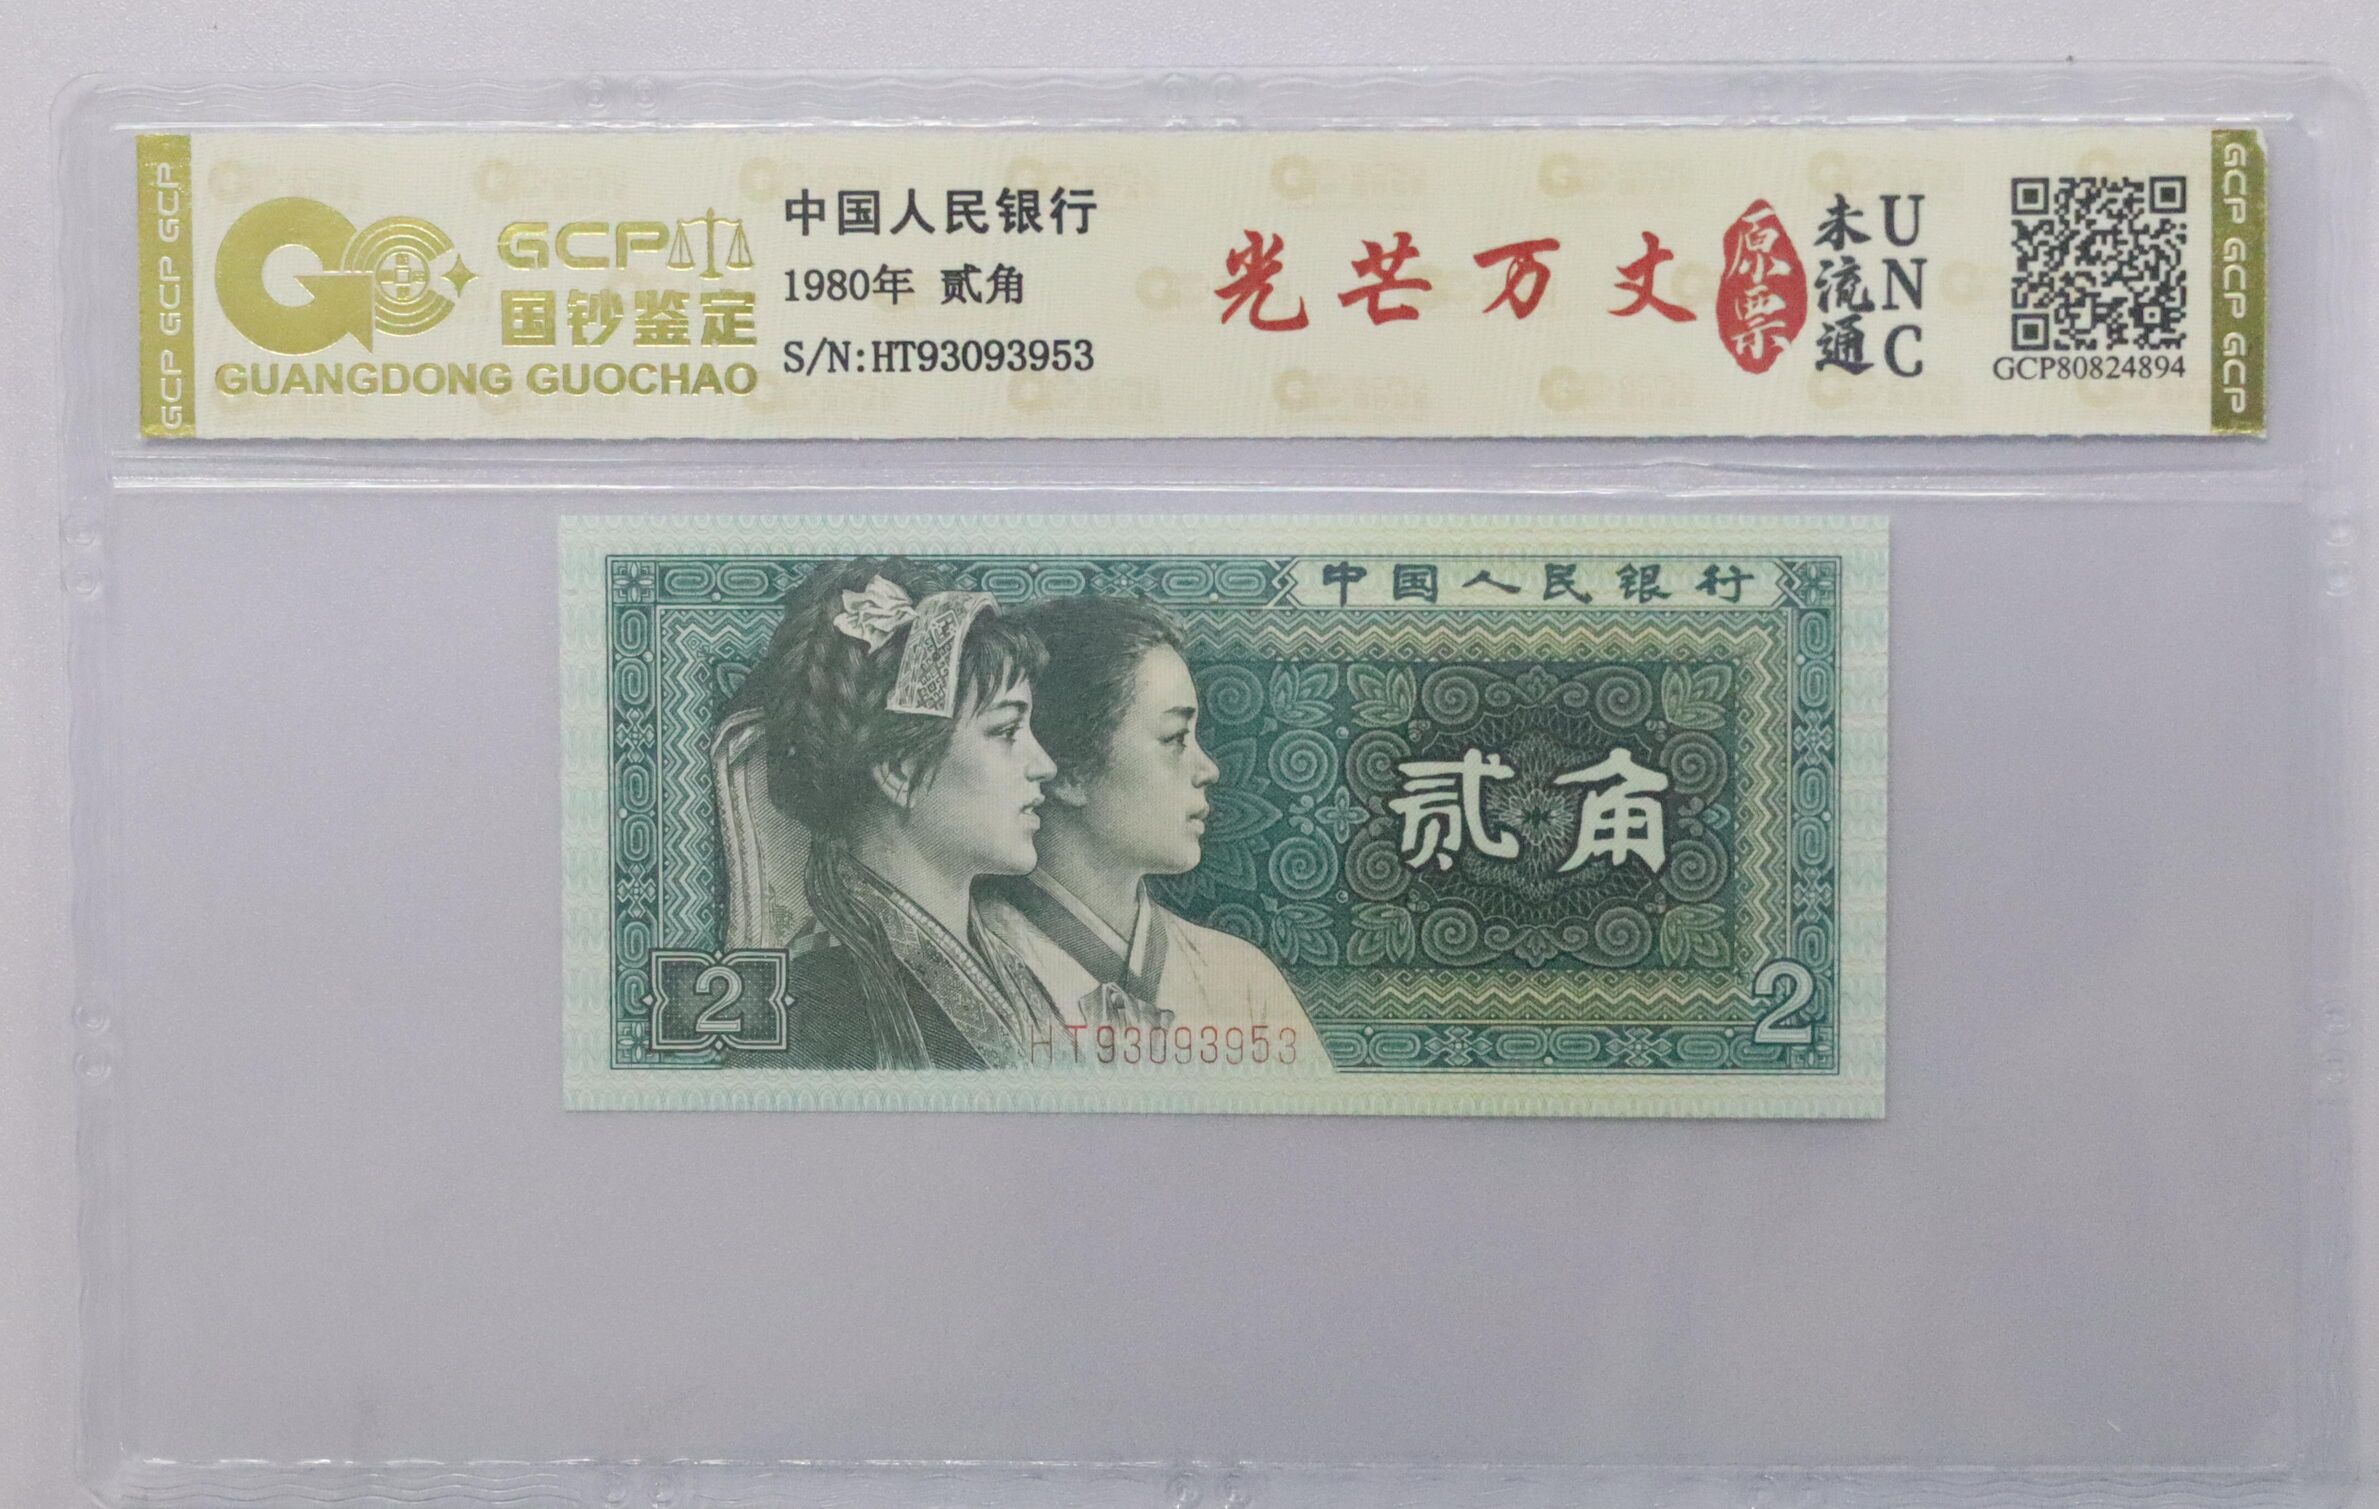 GCP GCP GCP
GCP
国钞鉴定
GUANGDONG GUOCHAO
中国人民银行
1980年 贰角
S/N:HT93093953
光芒万丈
原票
未流通
UNC
GCP80824894
GCP GCP GCP
中国人民银行
贰角
2
2
HT93093953